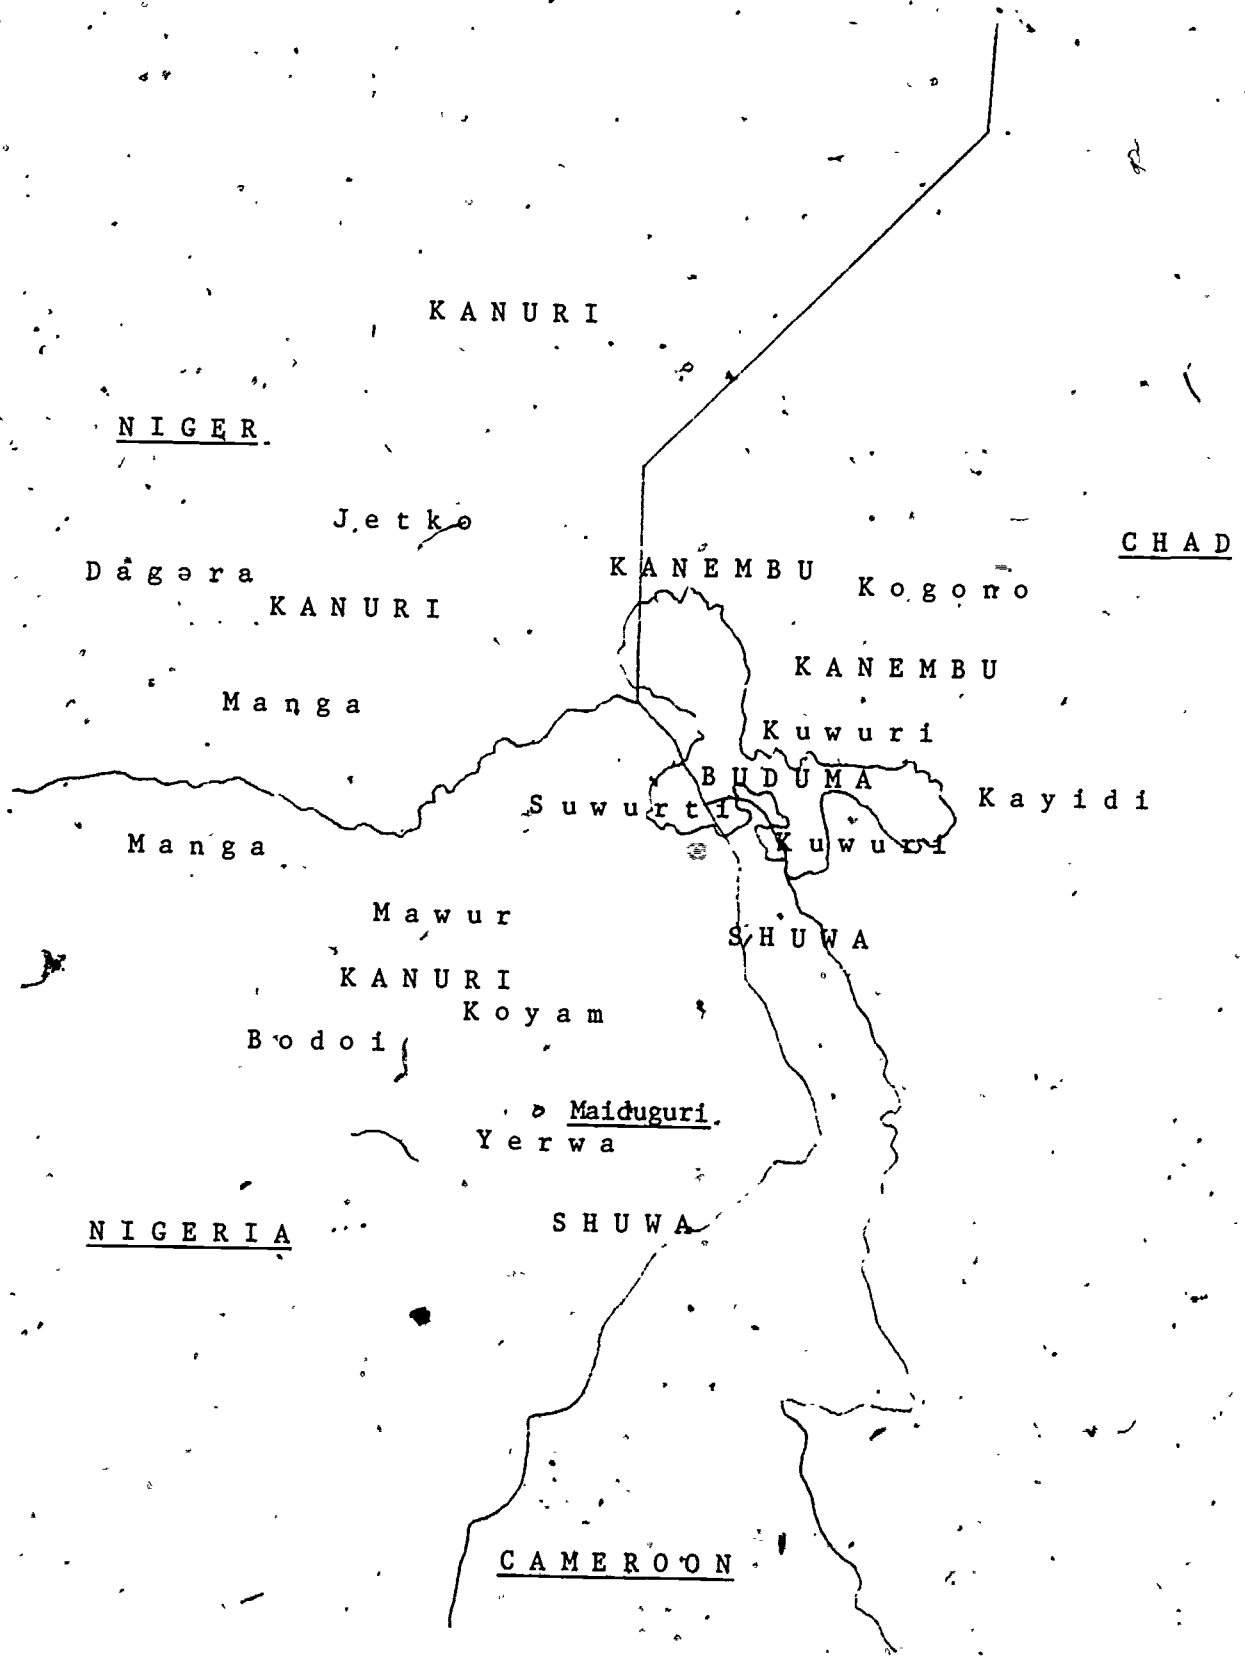 KANURI
NIGER
Jetko
CHAD
KANEMBU
Dagəra
Kogono
KANURI
KANEMBU
Manga
Kuwuri
BUDUMA
Kayidi
Suwurti
Manga
Kuwuri
Mawur
SHUWA
KANURI
Koyam
Bodoi
Maiduguri
Yerwa
SHUWA
NIGERIA
CAMEROON